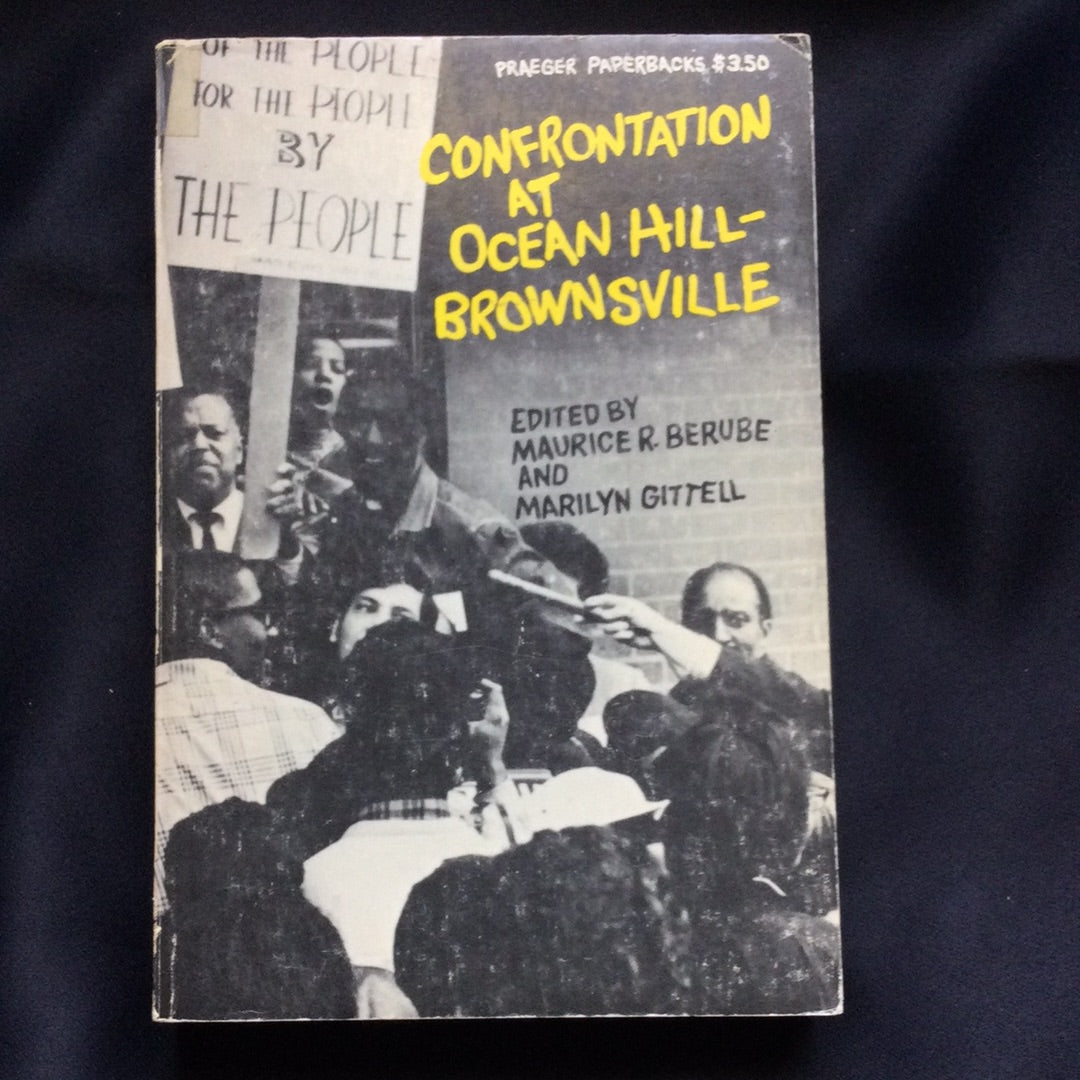 OF THE PEOPLE
FOR THE PEOPLE
BY
THE PEOPLE
PRAEGER PAPERBACKS $3.50
CONFRONTATION
AT
OCEAN HILL-
BROWNSVILLE
EDITED BY
MAURICE R. BERUBE
AND
MARILYN GITTELL